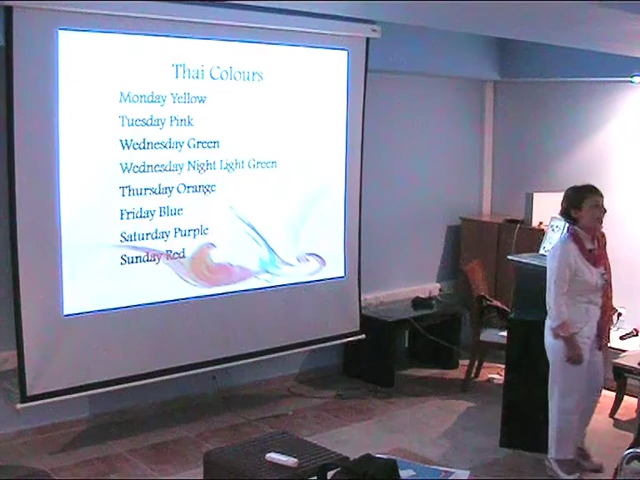 Thai Colours
Monday Yellow
Tuesday Pink
Wednesday Green
Wednesday Night Light Green
Thursday Orange
Friday Blue
Saturday Purple
Sunday Red